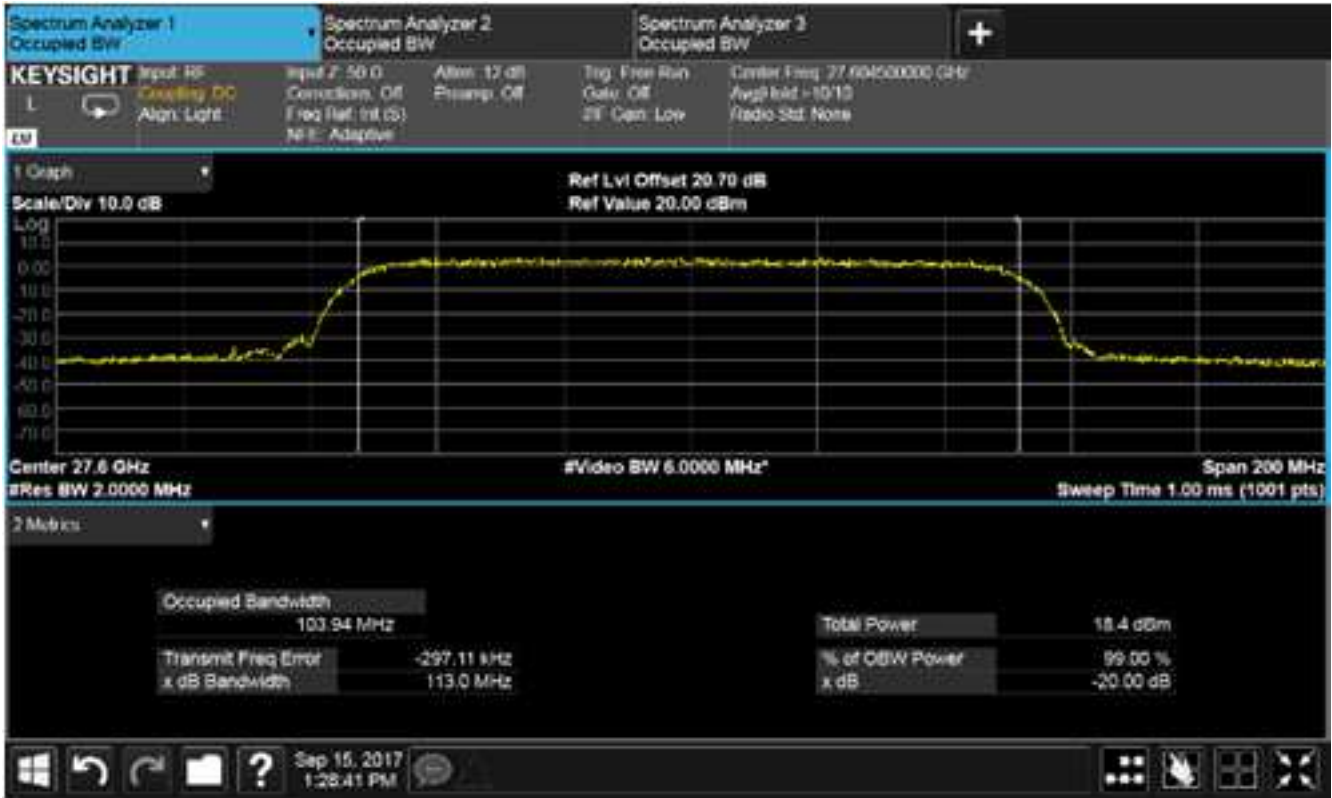 Spectrum Analyzer 1
Occupied BW
Spectrum Analyzer 2
Occupied BW
Spectrum Analyzer 3
Occupied BW
+
KEYSIGHT
L
Input: RF
Coupling: DC
Align: Light
Input Z: 50 Ω
Corrections: Off
Freq Ref: Int (S)
NFE: Adaptive
Atten: 12 dB
Preamp: Off
Trig: Free Run
Gate: Off
#IF Gain: Low
Center Freq: 27.604500000 GHz
Avg|Hold:>10/10
Radio Std: None
1 Graph
Scale/Div 10.0 dB
Ref Lvl Offset 20.70 dB
Ref Value 20.00 dBm
Log
10.0
0.00
-10.0
-20.0
-30.0
-40.0
-50.0
-60.0
-70.0
Center 27.6 GHz
#Video BW 6.0000 MHz*
Span 200 MHz
#Res BW 2.0000 MHz
Sweep Time 1.00 ms (1001 pts)
2 Metrics
Occupied Bandwidth
103.94 MHz
Total Power 18.4 dBm
Transmit Freq Error -297.11 kHz
% of OBW Power 99.00 %
x dB Bandwidth 113.0 MHz
x dB -20.00 dB
?
Sep 15, 2017
1:28:41 PM